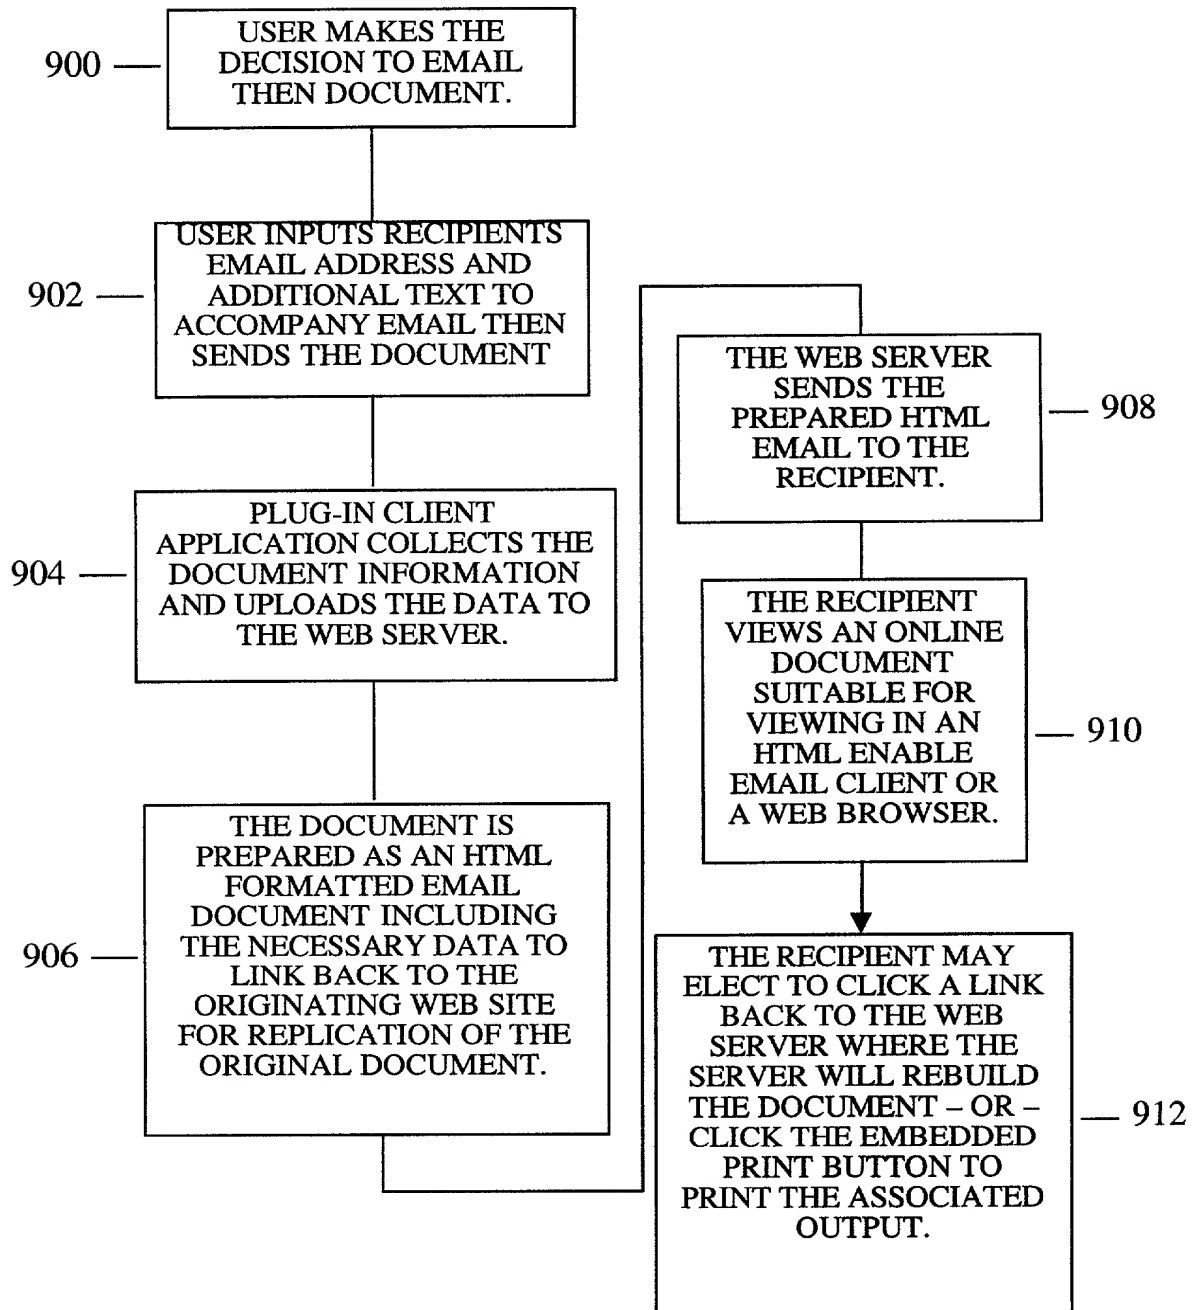 900
USER MAKES THE
DECISION TO EMAIL
THEN DOCUMENT.
902
USER INPUTS RECIPIENTS
EMAIL ADDRESS AND
ADDITIONAL TEXT TO
ACCOMPANY EMAIL THEN
SENDS THE DOCUMENT
904
PLUG-IN CLIENT
APPLICATION COLLECTS THE
DOCUMENT INFORMATION
AND UPLOADS THE DATA TO
THE WEB SERVER.
906
THE DOCUMENT IS
PREPARED AS AN HTML
FORMATTED EMAIL
DOCUMENT INCLUDING
THE NECESSARY DATA TO
LINK BACK TO THE
ORIGINATING WEB SITE
FOR REPLICATION OF THE
ORIGINAL DOCUMENT.
THE WEB SERVER
SENDS THE
PREPARED HTML
EMAIL TO THE
RECIPIENT.
908
THE RECIPIENT
VIEWS AN ONLINE
DOCUMENT
SUITABLE FOR
VIEWING IN AN
HTML ENABLE
EMAIL CLIENT OR
A WEB BROWSER.
910
THE RECIPIENT MAY
ELECT TO CLICK A LINK
BACK TO THE WEB
SERVER WHERE THE
SERVER WILL REBUILD
THE DOCUMENT – OR –
CLICK THE EMBEDDED
PRINT BUTTON TO
PRINT THE ASSOCIATED
OUTPUT.
912